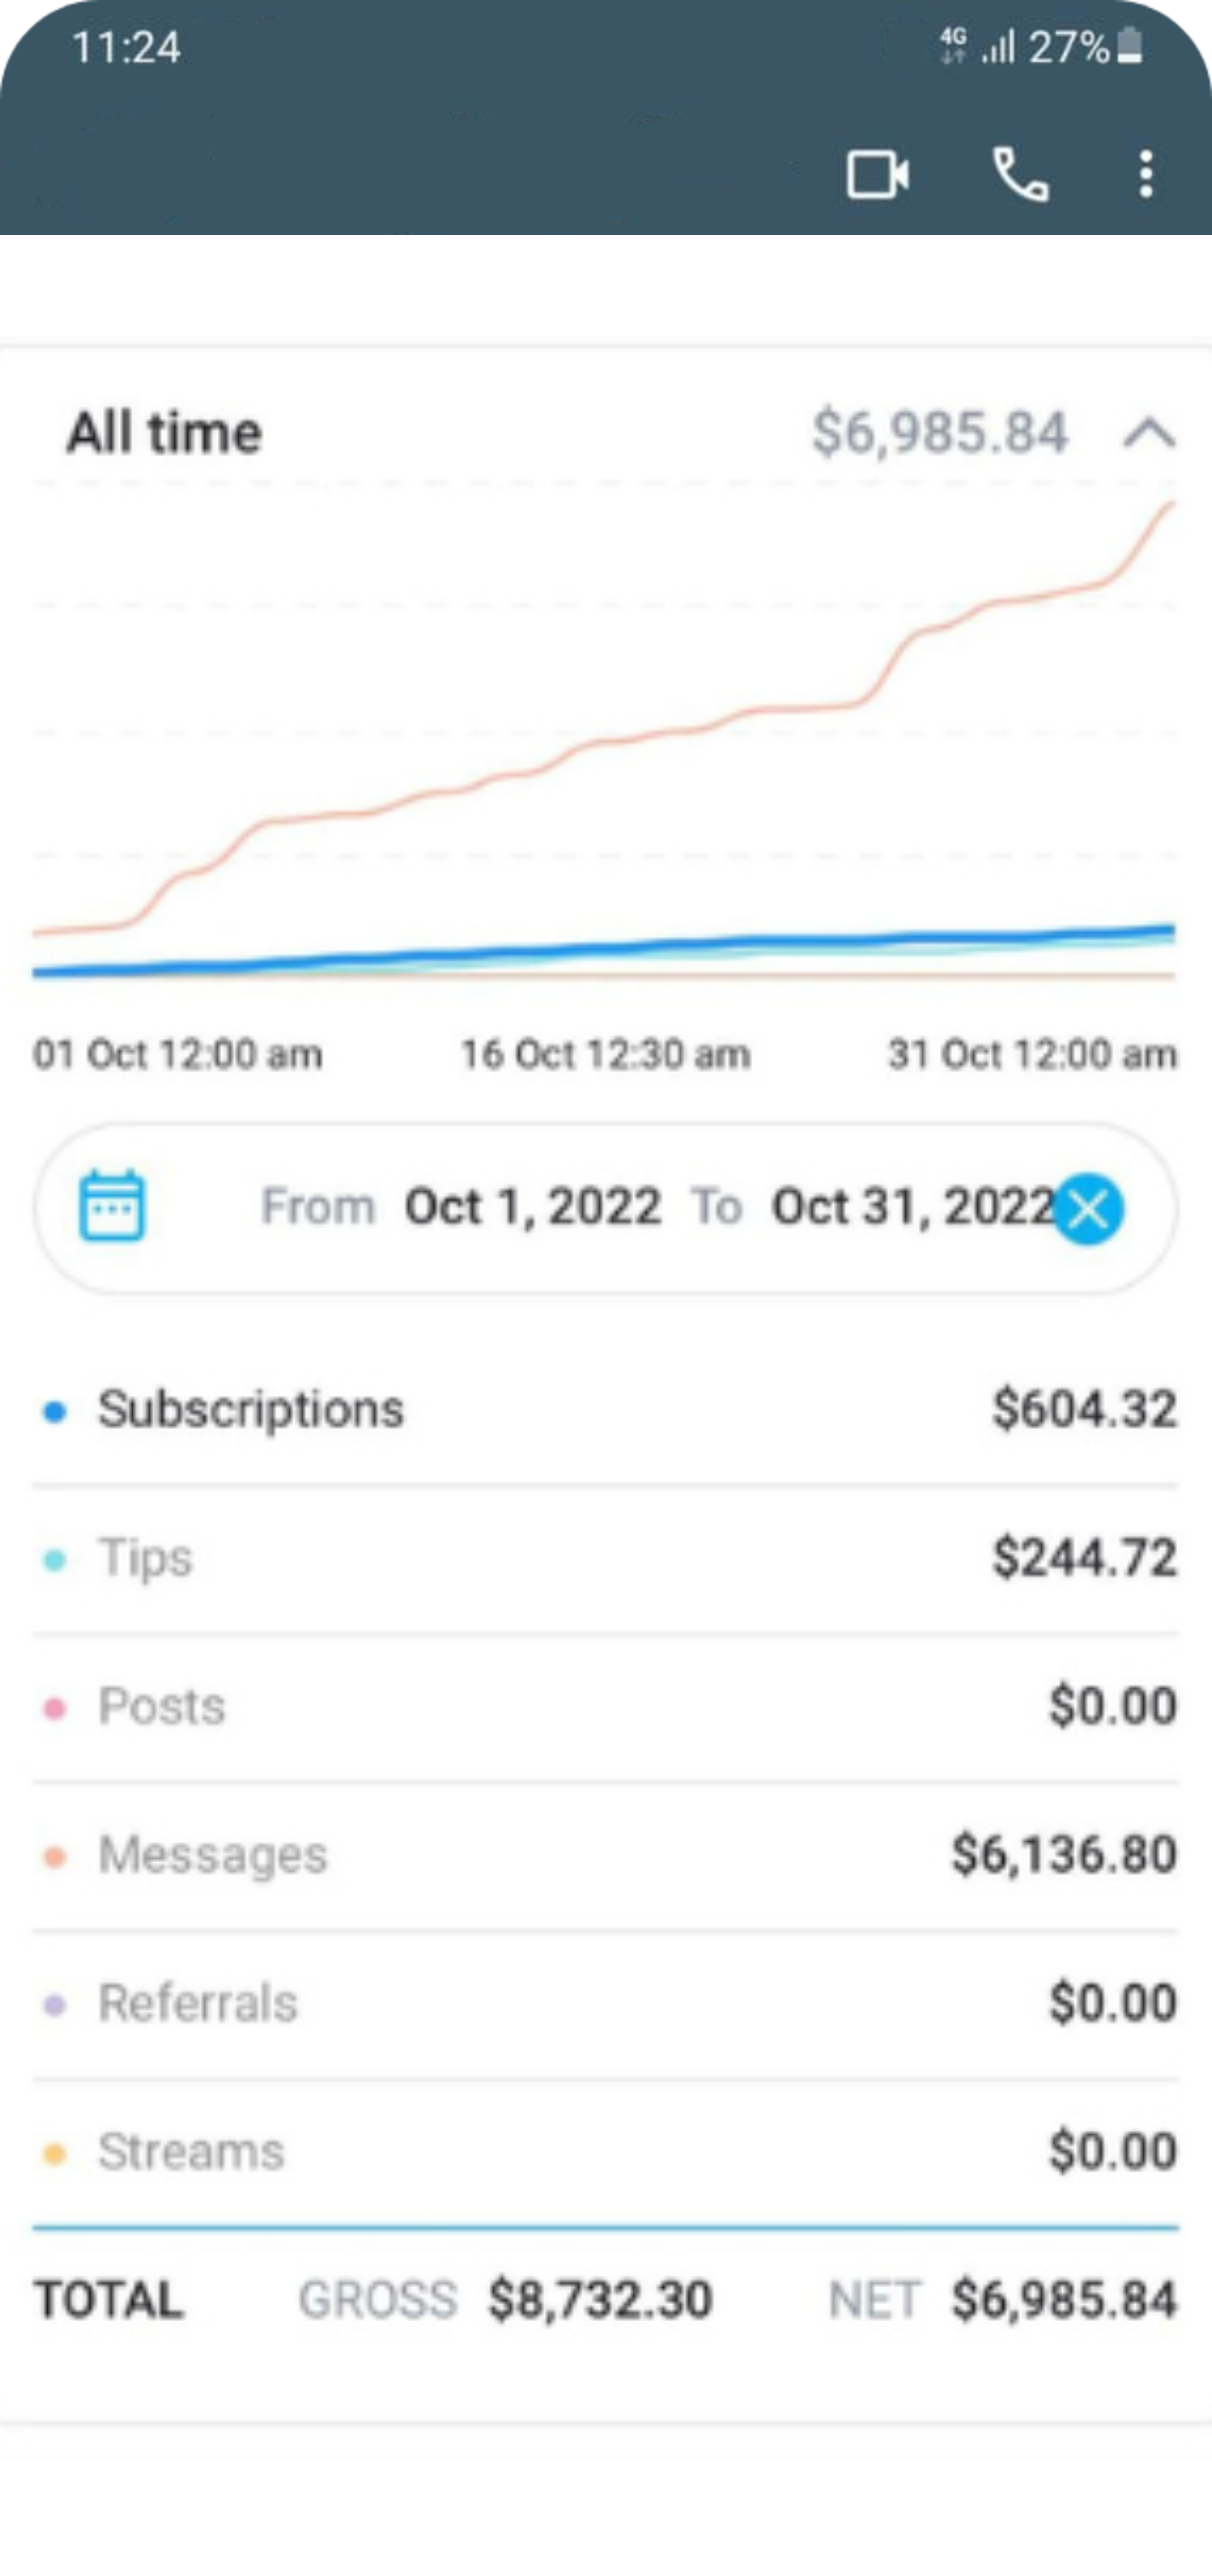 11:24 4G 27%
All time $6,985.84
01 Oct 12:00 am 16 Oct 12:30 am 31 Oct 12:00 am
From Oct 1, 2022 To Oct 31, 2022
Subscriptions $604.32
Tips $244.72
Posts $0.00
Messages $6,136.80
Referrals $0.00
Streams $0.00
TOTAL GROSS $8,732.30 NET $6,985.84